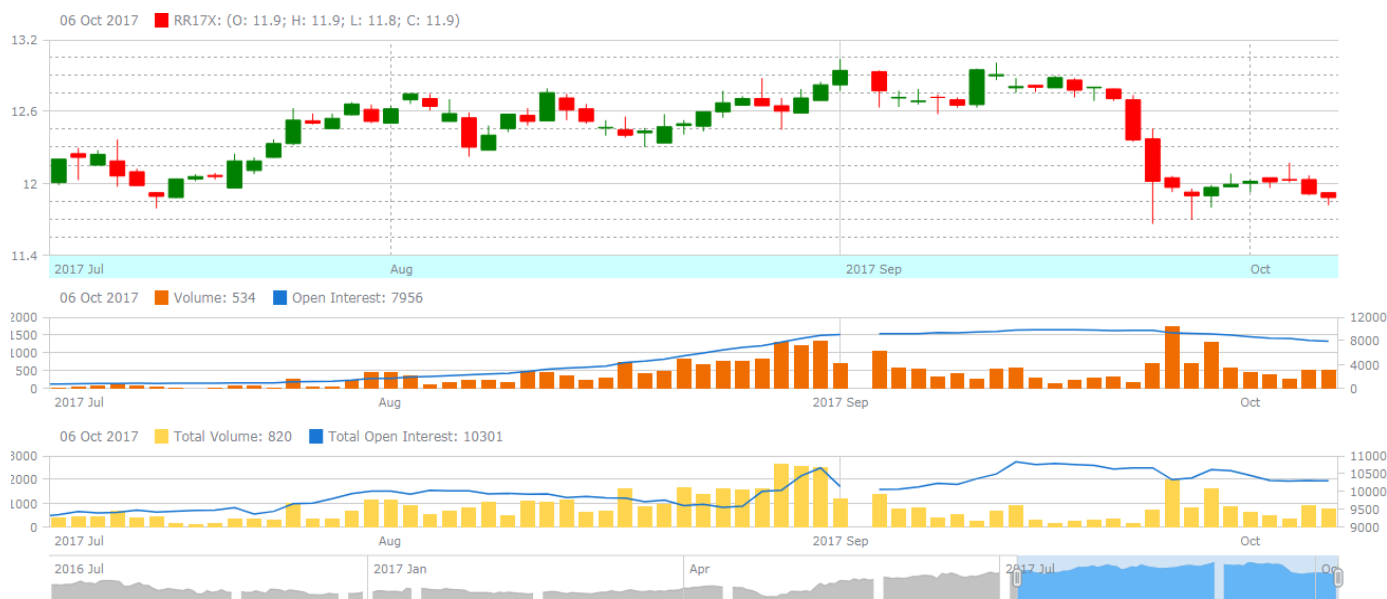 06 Oct 2017 RR17X: (O: 11.9; H: 11.9; L: 11.8; C: 11.9)
13.2
12.6
12
11.4
2017 Jul Aug 2017 Sep Oct
06 Oct 2017 Volume: 534 Open Interest: 7956
2000 12000
1500
8000
1000
500 4000
0 0
2017 Jul Aug 2017 Sep Oct
06 Oct 2017 Total Volume: 820 Total Open Interest: 10301
3000 11000
10500
2000
10000
1000 9500
0 9000
2017 Jul Aug 2017 Sep Oct
2016 Jul 2017 Jan Apr 2017 Jul